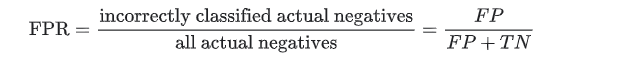 FPR = incorrectly classified actual negatives / all actual negatives = FP / FP + TN